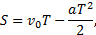 S = v₀T − aT²/2,